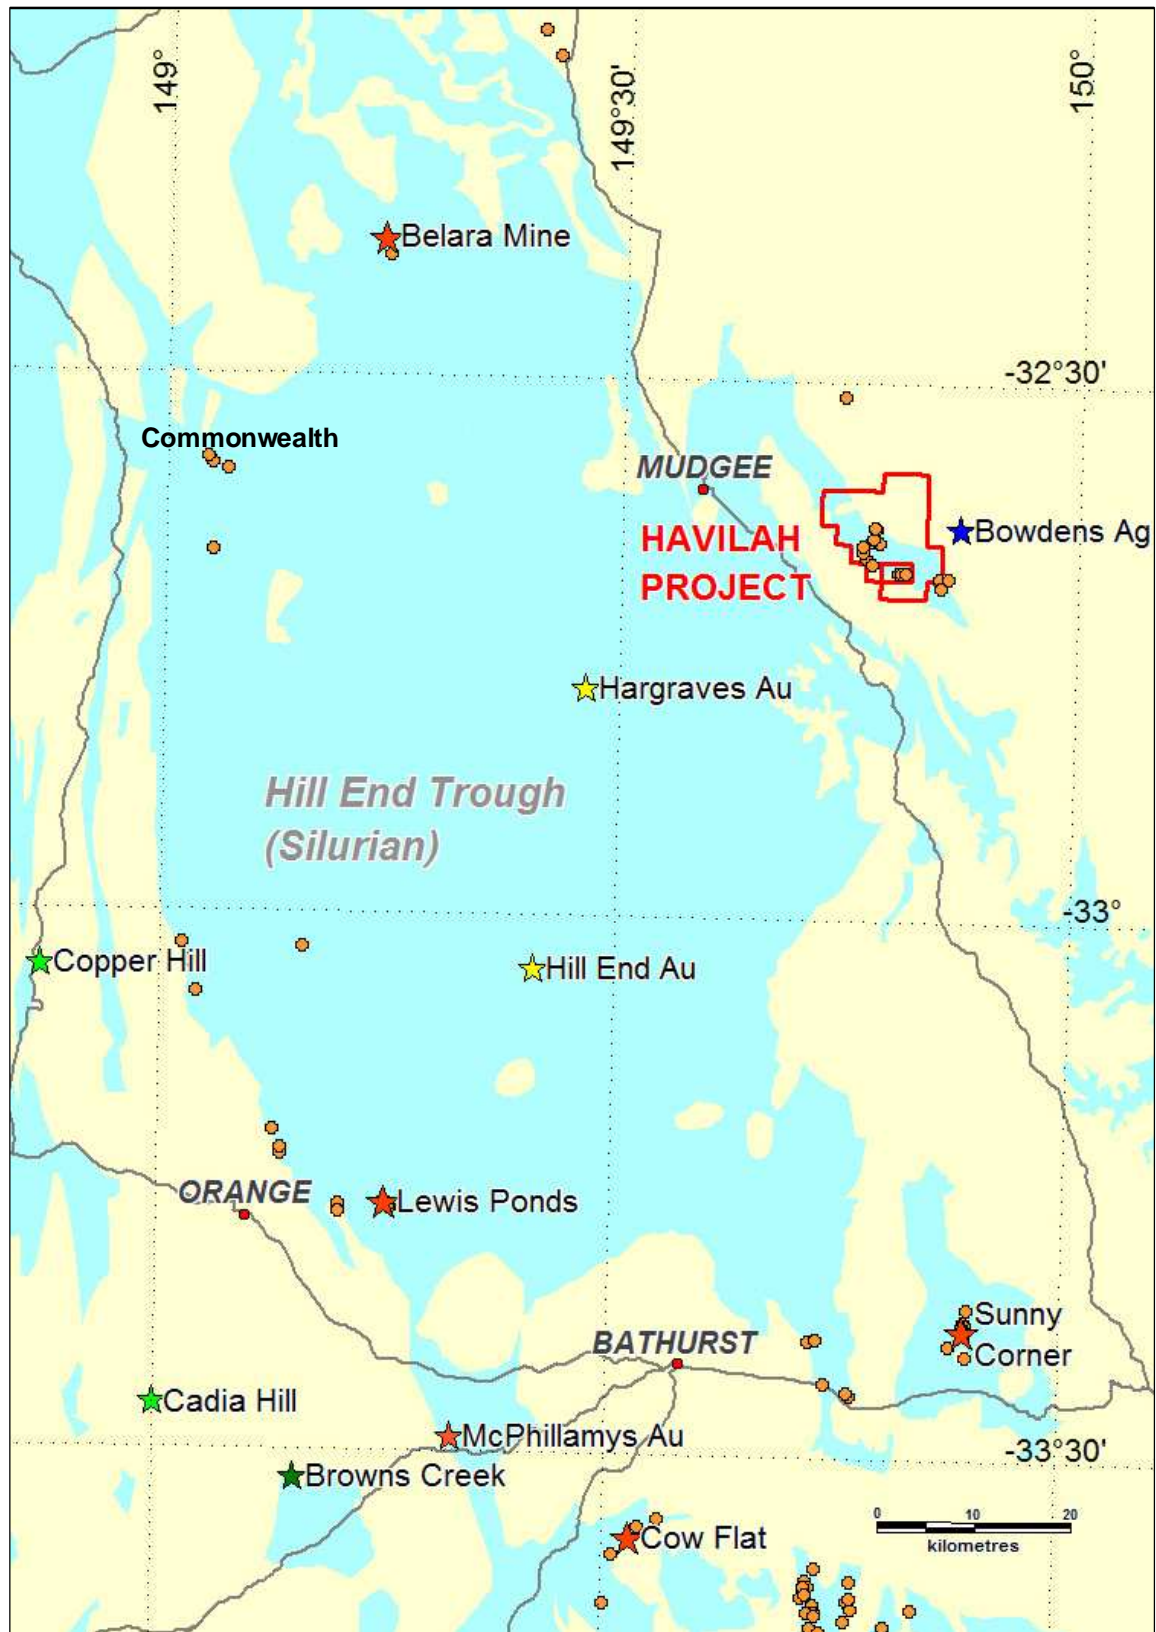 149°
149°30'
150°
Belara Mine
-32°30'
Commonwealth
MUDGEE
HAVILAH
PROJECT
Bowdens Ag
Hargraves Au
Hill End Trough
(Silurian)
-33°
Copper Hill
Hill End Au
ORANGE
Lewis Ponds
Sunny
Corner
BATHURST
Cadia Hill
McPhillamys Au
-33°30'
Browns Creek
0 10 20
kilometres
Cow Flat